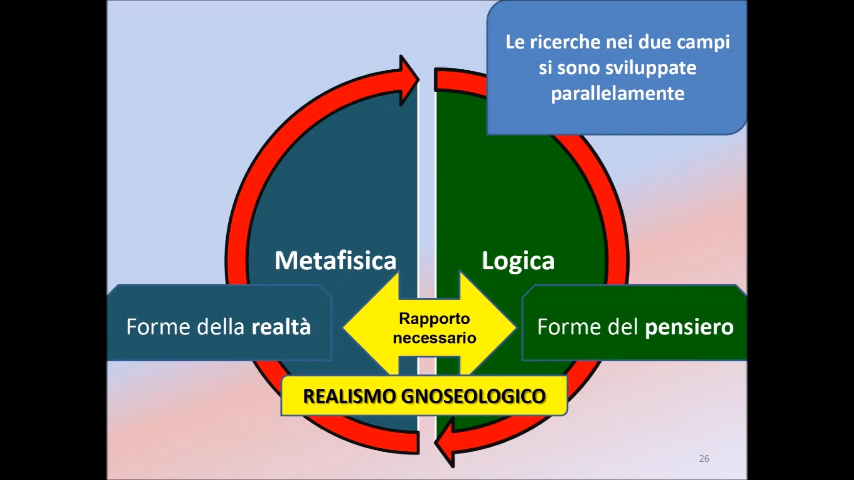 Le ricerche nei due campi
si sono sviluppate
parallelamente
Metafisica
Logica
Forme della realtà
Rapporto
necessario
Forme del pensiero
REALISMO GNOSEOLOGICO
26